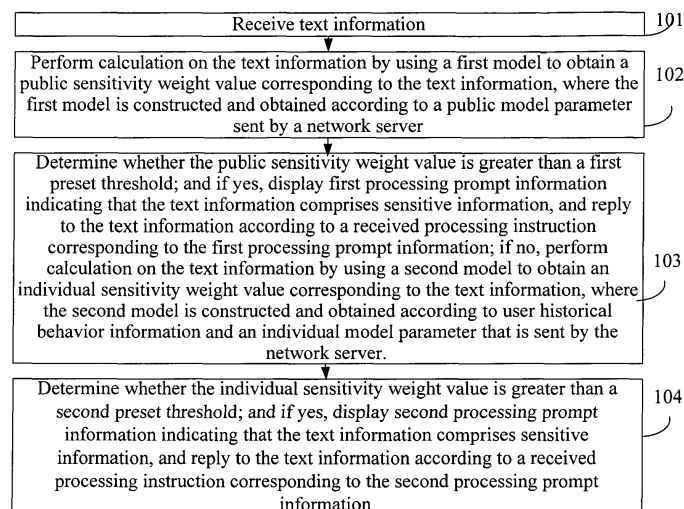 Receive text information
101
Perform calculation on the text information by using a first model to obtain a
public sensitivity weight value corresponding to the text information, where the
first model is constructed and obtained according to a public model parameter
sent by a network server
102
Determine whether the public sensitivity weight value is greater than a first
preset threshold; and if yes, display first processing prompt information
indicating that the text information comprises sensitive information, and reply
to the text information according to a received processing instruction
corresponding to the first processing prompt information; if no, perform
calculation on the text information by using a second model to obtain an
individual sensitivity weight value corresponding to the text information, where
the second model is constructed and obtained according to user historical
behavior information and an individual model parameter that is sent by the
network server.
103
Determine whether the individual sensitivity weight value is greater than a
second preset threshold; and if yes, display second processing prompt
information indicating that the text information comprises sensitive
information, and reply to the text information according to a received
processing instruction corresponding to the second processing prompt
information
104